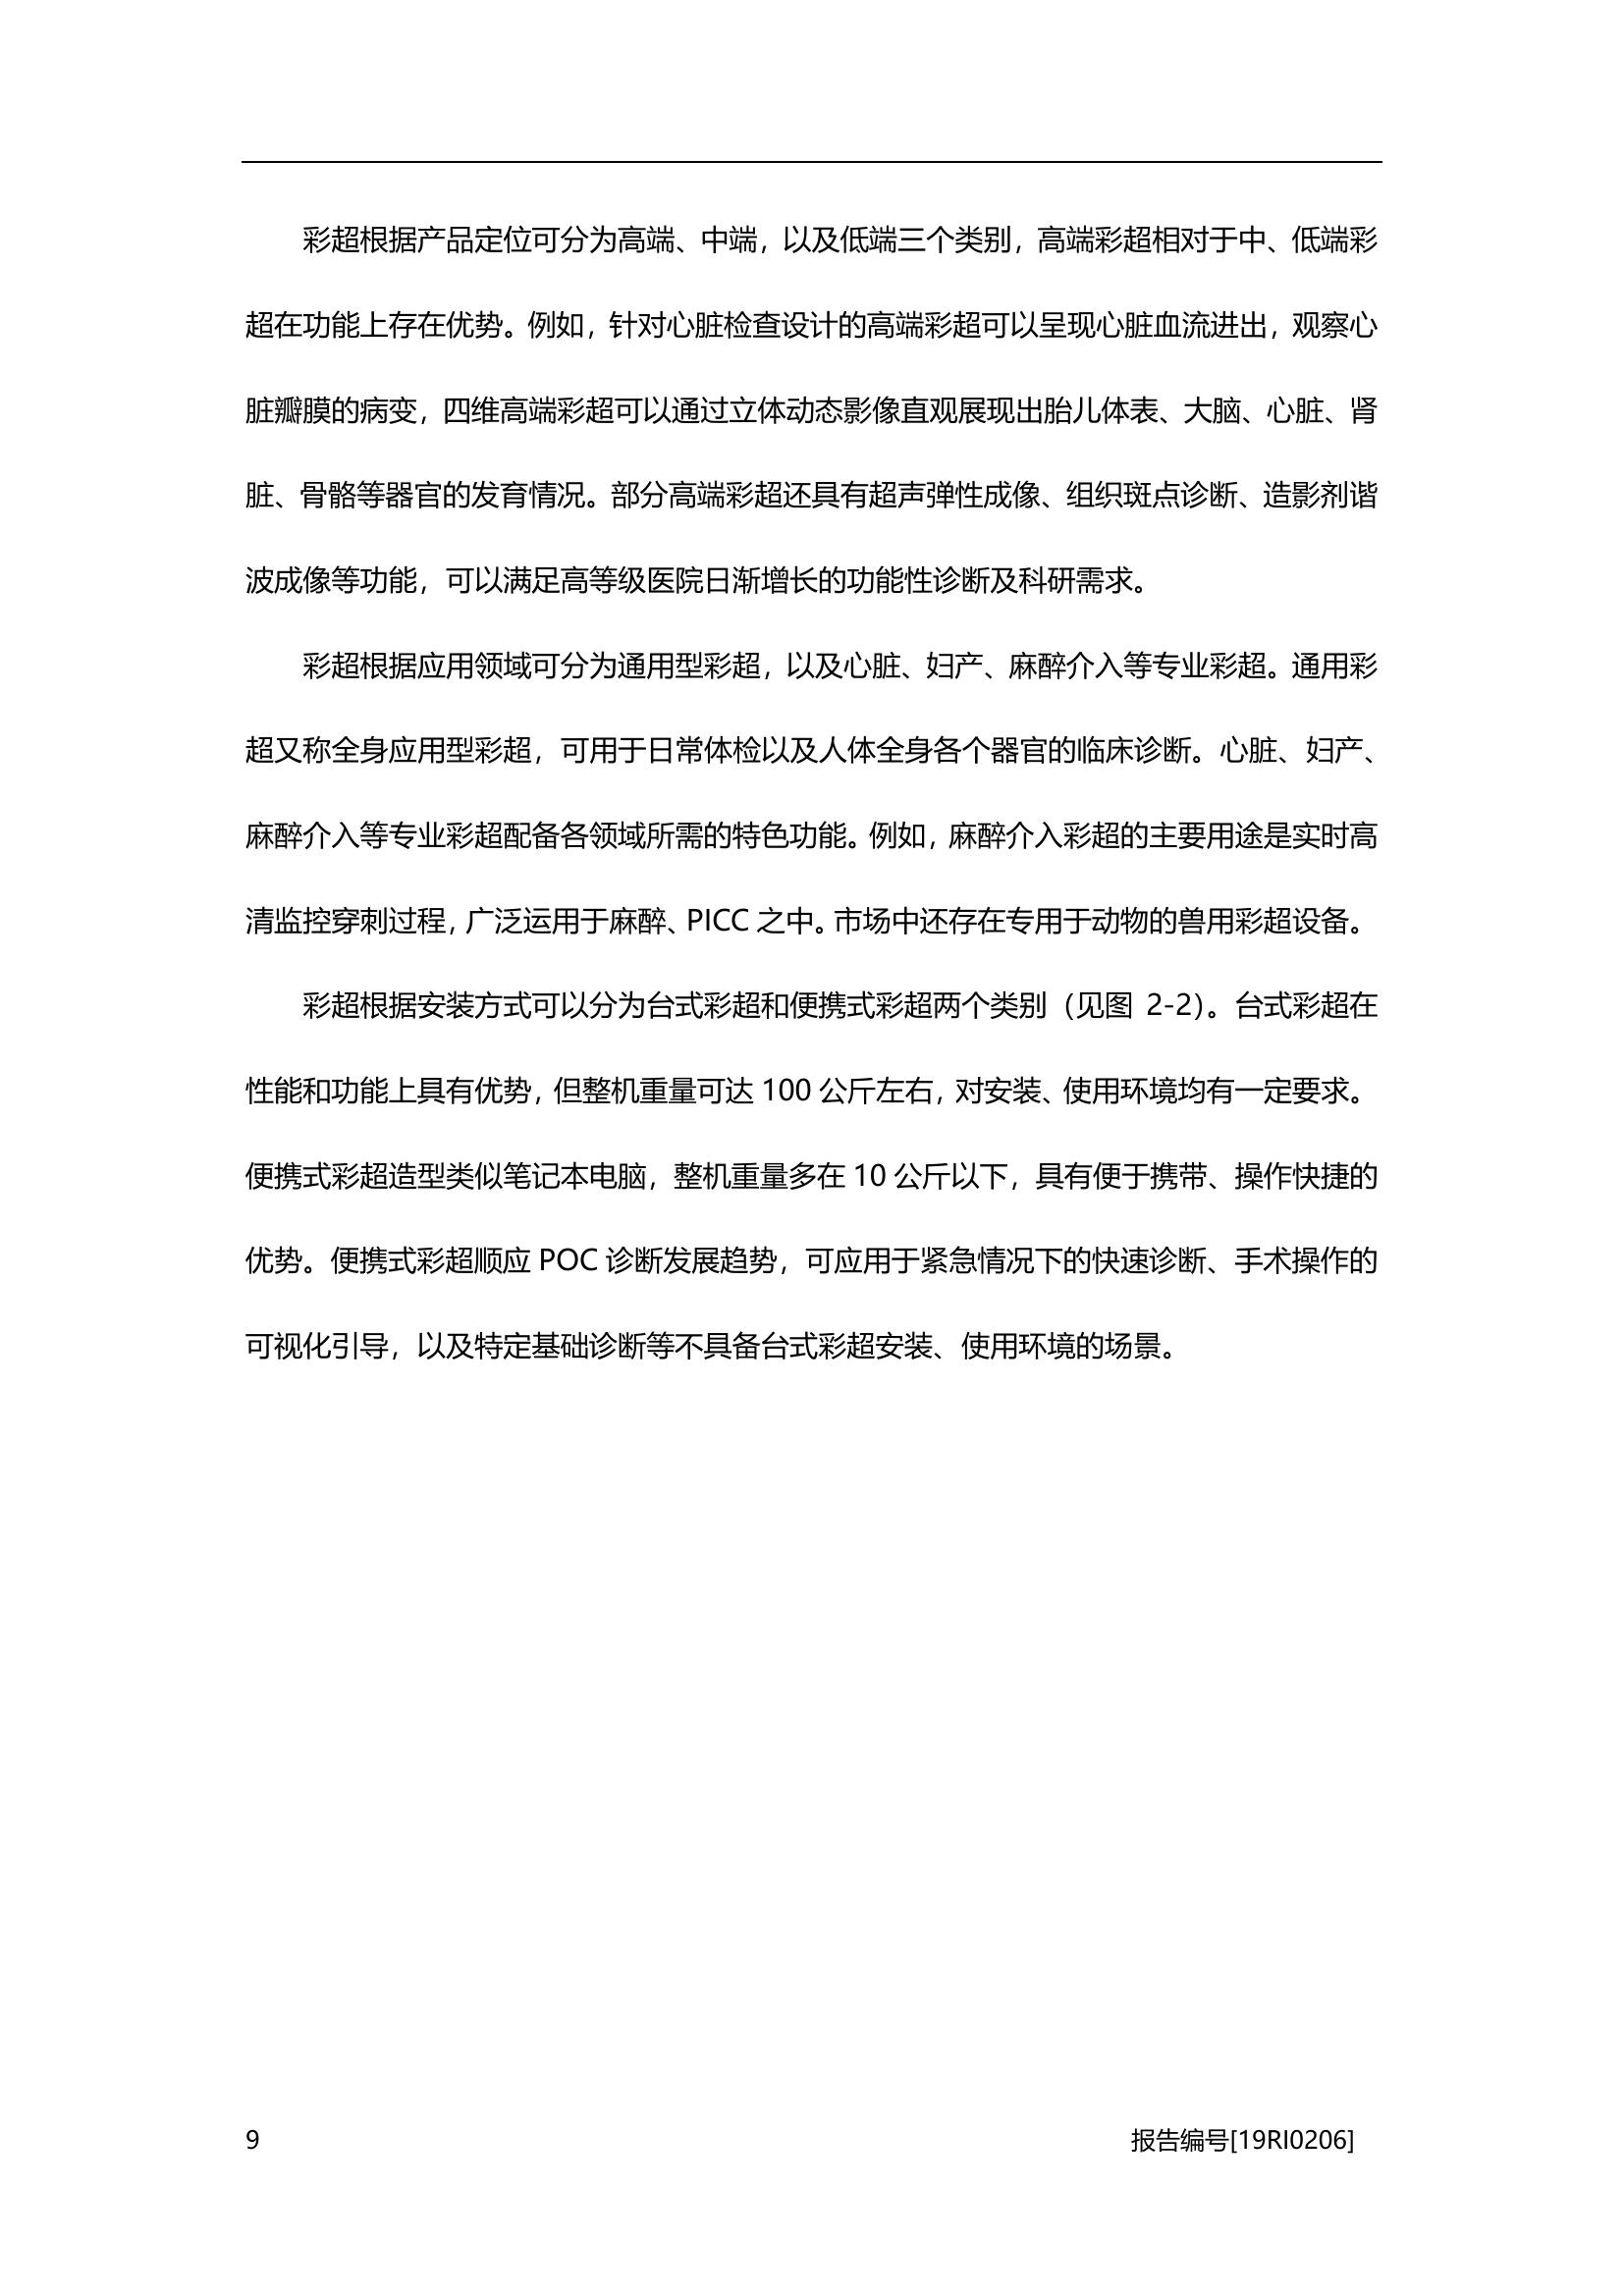 彩超根据产品定位可分为高端、中端，以及低端三个类别，高端彩超相对于中、低端彩
超在功能上存在优势。例如，针对心脏检查设计的高端彩超可以呈现心脏血流进出，观察心
脏瓣膜的病变，四维高端彩超可以通过立体动态影像直观展现出胎儿体表、大脑、心脏、肾
脏、骨骼等器官的发育情况。部分高端彩超还具有超声弹性成像、组织斑点诊断、造影剂谐
波成像等功能，可以满足高等级医院日渐增长的功能性诊断及科研需求。
彩超根据应用领域可分为通用型彩超，以及心脏、妇产、麻醉介入等专业彩超。通用彩
超又称全身应用型彩超，可用于日常体检以及人体全身各个器官的临床诊断。心脏、妇产、
麻醉介入等专业彩超配备各领域所需的特色功能。例如，麻醉介入彩超的主要用途是实时高
清监控穿刺过程，广泛运用于麻醉、PICC 之中。市场中还存在专用于动物的兽用彩超设备。
彩超根据安装方式可以分为台式彩超和便携式彩超两个类别（见图 2-2）。台式彩超在
性能和功能上具有优势，但整机重量可达 100 公斤左右，对安装、使用环境均有一定要求。
便携式彩超造型类似笔记本电脑，整机重量多在 10 公斤以下，具有便于携带、操作快捷的
优势。便携式彩超顺应 POC 诊断发展趋势，可应用于紧急情况下的快速诊断、手术操作的
可视化引导，以及特定基础诊断等不具备台式彩超安装、使用环境的场景。
9 报告编号[19RI0206]